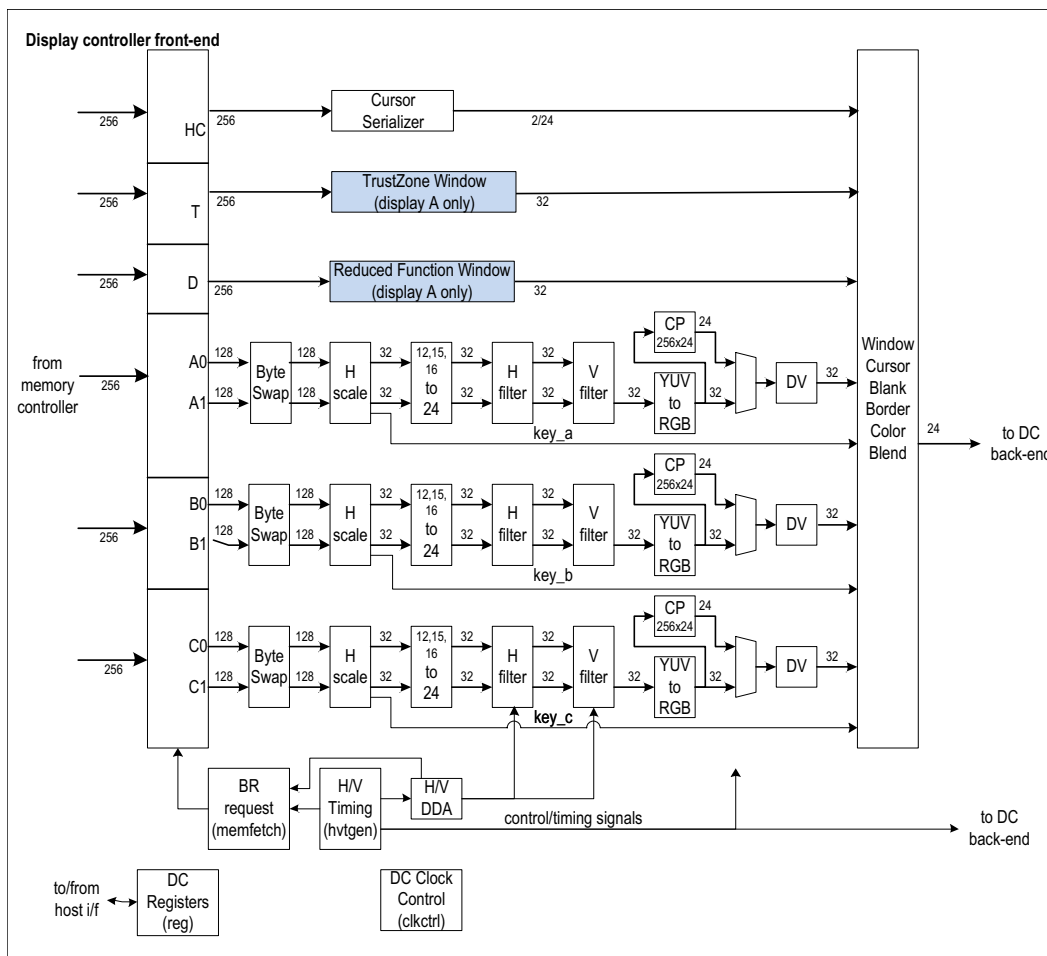 Display controller front-end
256
HC
256
Cursor
Serializer
2/24
256
T
256
TrustZone Window
(display A only)
32
256
D
256
Reduced Function Window
(display A only)
32
from
memory
controller
256
A0
A1
128
128
Byte
Swap
128
128
H
scale
32
32
12,15,
16
to
24
32
32
H
filter
32
32
V
filter
32
CP
256x24
24
YUV
to
RGB
32
DV
32
key_a
Window
Cursor
Blank
Border
Color
Blend
24
to DC
back-end
256
B0
B1
128
128
Byte
Swap
128
128
H
scale
32
32
12,15,
16
to
24
32
32
H
filter
32
32
V
filter
32
CP
256x24
24
YUV
to
RGB
32
DV
32
key_b
256
C0
C1
128
128
Byte
Swap
128
128
H
scale
32
32
12,15,
16
to
24
32
32
H
filter
32
32
V
filter
32
CP
256x24
24
YUV
to
RGB
32
DV
32
key_c
BR
request
(memfetch)
H/V
Timing
(hvtgen)
H/V
DDA
control/timing signals
to DC
back-end
to/from
host i/f
DC
Registers
(reg)
DC Clock
Control
(clkctrl)